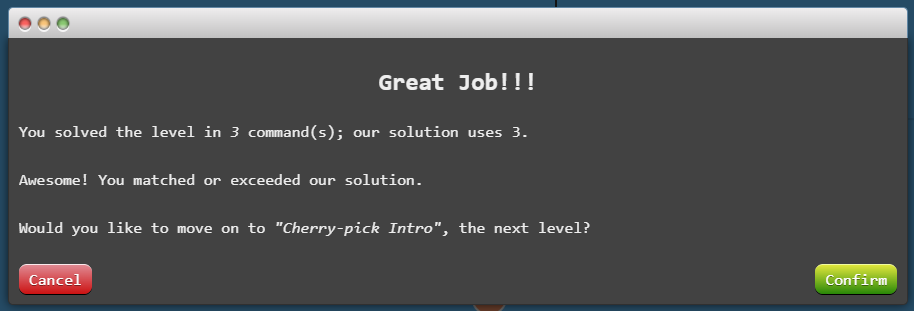 Great Job!!!
You solved the level in 3 command(s); our solution uses 3.
Awesome! You matched or exceeded our solution.
Would you like to move on to "Cherry-pick Intro", the next level?
Cancel Confirm